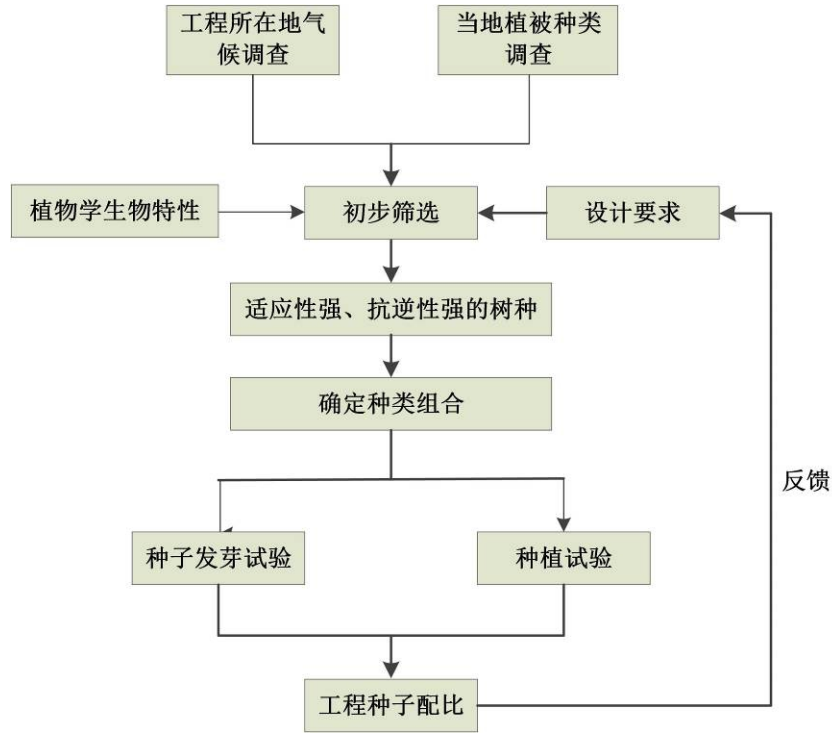 工程所在地气
候调查
当地植被种类
调查
植物学生物特性
初步筛选
设计要求
适应性强、抗逆性强的树种
确定种类组合
反馈
种子发芽试验
种植试验
工程种子配比